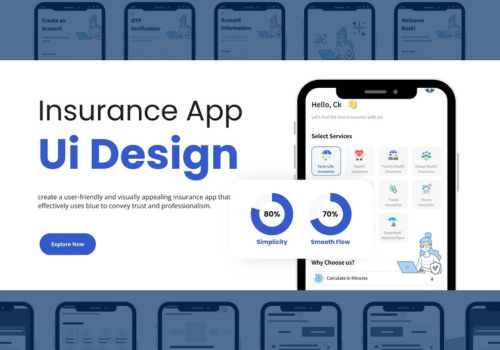 Create an
Account
OTP
Verification
Account
Information
Welcome
Back!
Insurance App
Ui Design
create a user-friendly and visually appealing insurance app that
effectively uses blue to convey trust and professionalism.
Explore Now
Hello, Ck 👋
Let's find the best insurance with us!
Select Services
Term Life
Insurance
Health
Insurance
Family Health
Insurance
Group Health
Insurance
Travel
Insurance
Home
Insurance
Guranteed
Returns Plans
80%
Simplicity
70%
Smooth Flow
Why Choose us?
Calculate in Minutes